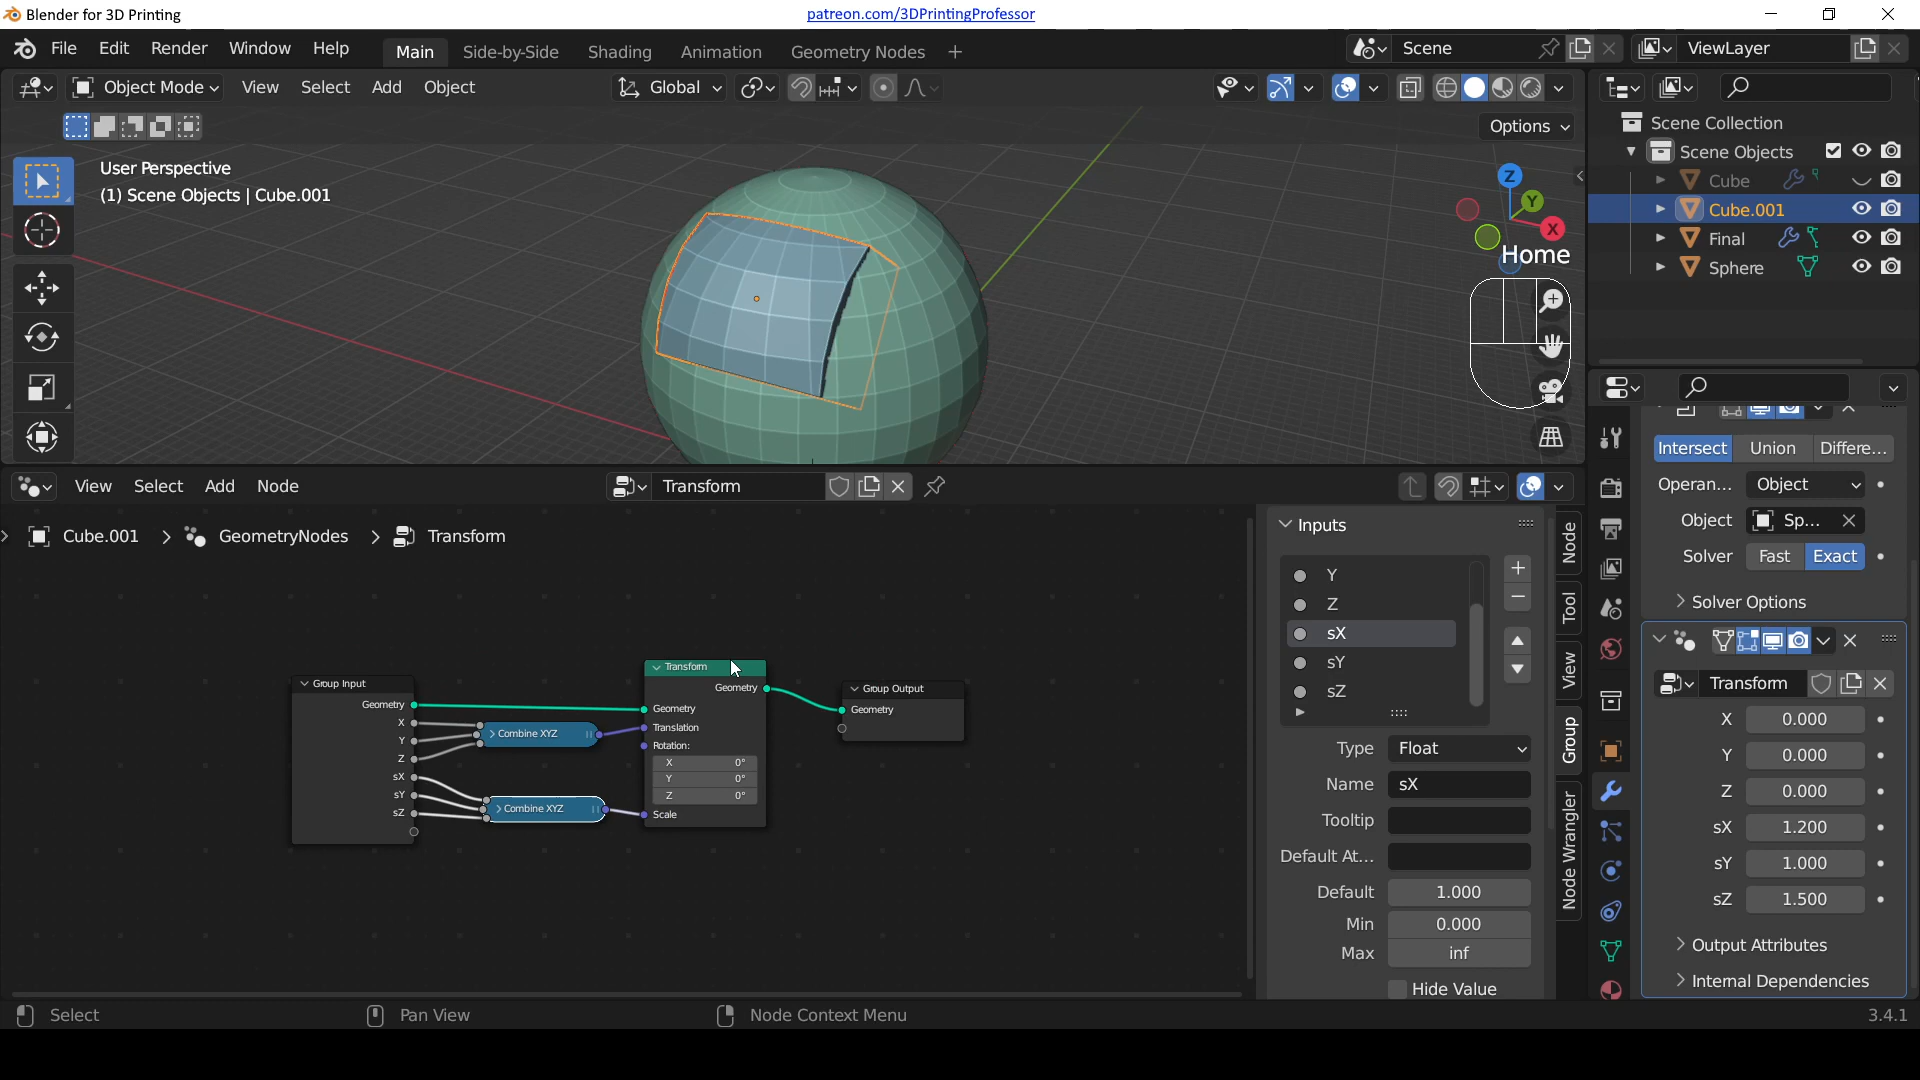 Blender for 3D Printing
patreon.com/3DPrintingProfessor
File Edit Render Window Help
Main Side-by-Side Shading Animation Geometry Nodes +
Scene
ViewLayer
Object Mode View Select Add Object
Global
Options
User Perspective
(1) Scene Objects | Cube.001
Z
Y
X
Home
Scene Collection
Scene Objects
Cube
Cube.001
Final
Sphere
Intersect Union Differe...
Operan... Object
Object Sp...
Solver Fast Exact
Solver Options
Transform
X 0.000
Y 0.000
Z 0.000
sX 1.200
sY 1.000
sZ 1.500
Output Attributes
Internal Dependencies
View Select Add Node
Transform
Cube.001 > GeometryNodes > Transform
Group Input
Geometry
X
Y
Z
sX
sY
sZ
Combine XYZ
Combine XYZ
Transform
Geometry
Geometry
Translation
Rotation:
X 0°
Y 0°
Z 0°
Scale
Group Output
Geometry
Inputs
Y
Z
sX
sY
sZ
Type Float
Name sX
Tooltip
Default At...
Default 1.000
Min 0.000
Max inf
Hide Value
Node
Tool
View
Group
Node Wrangler
Select
Pan View
Node Context Menu
3.4.1